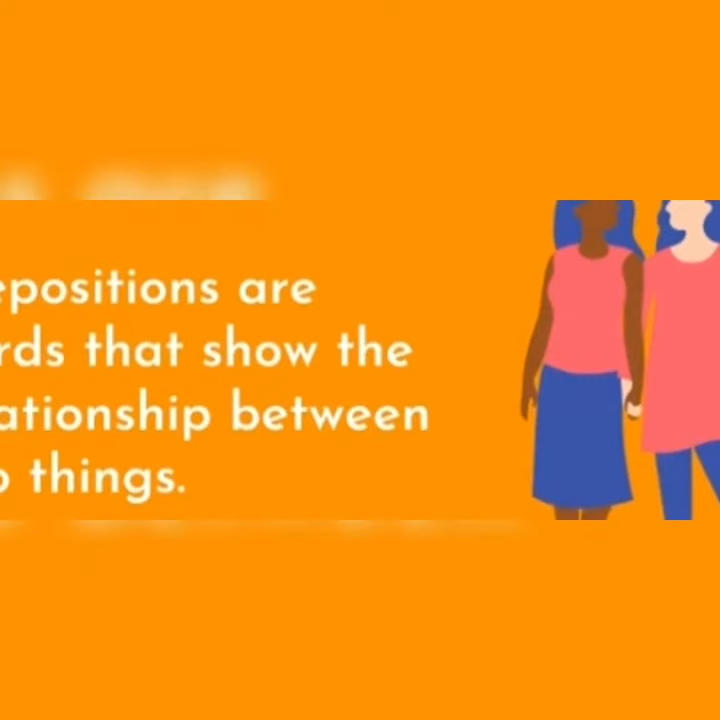 epositions are
rds that show the
ationship between
o things.